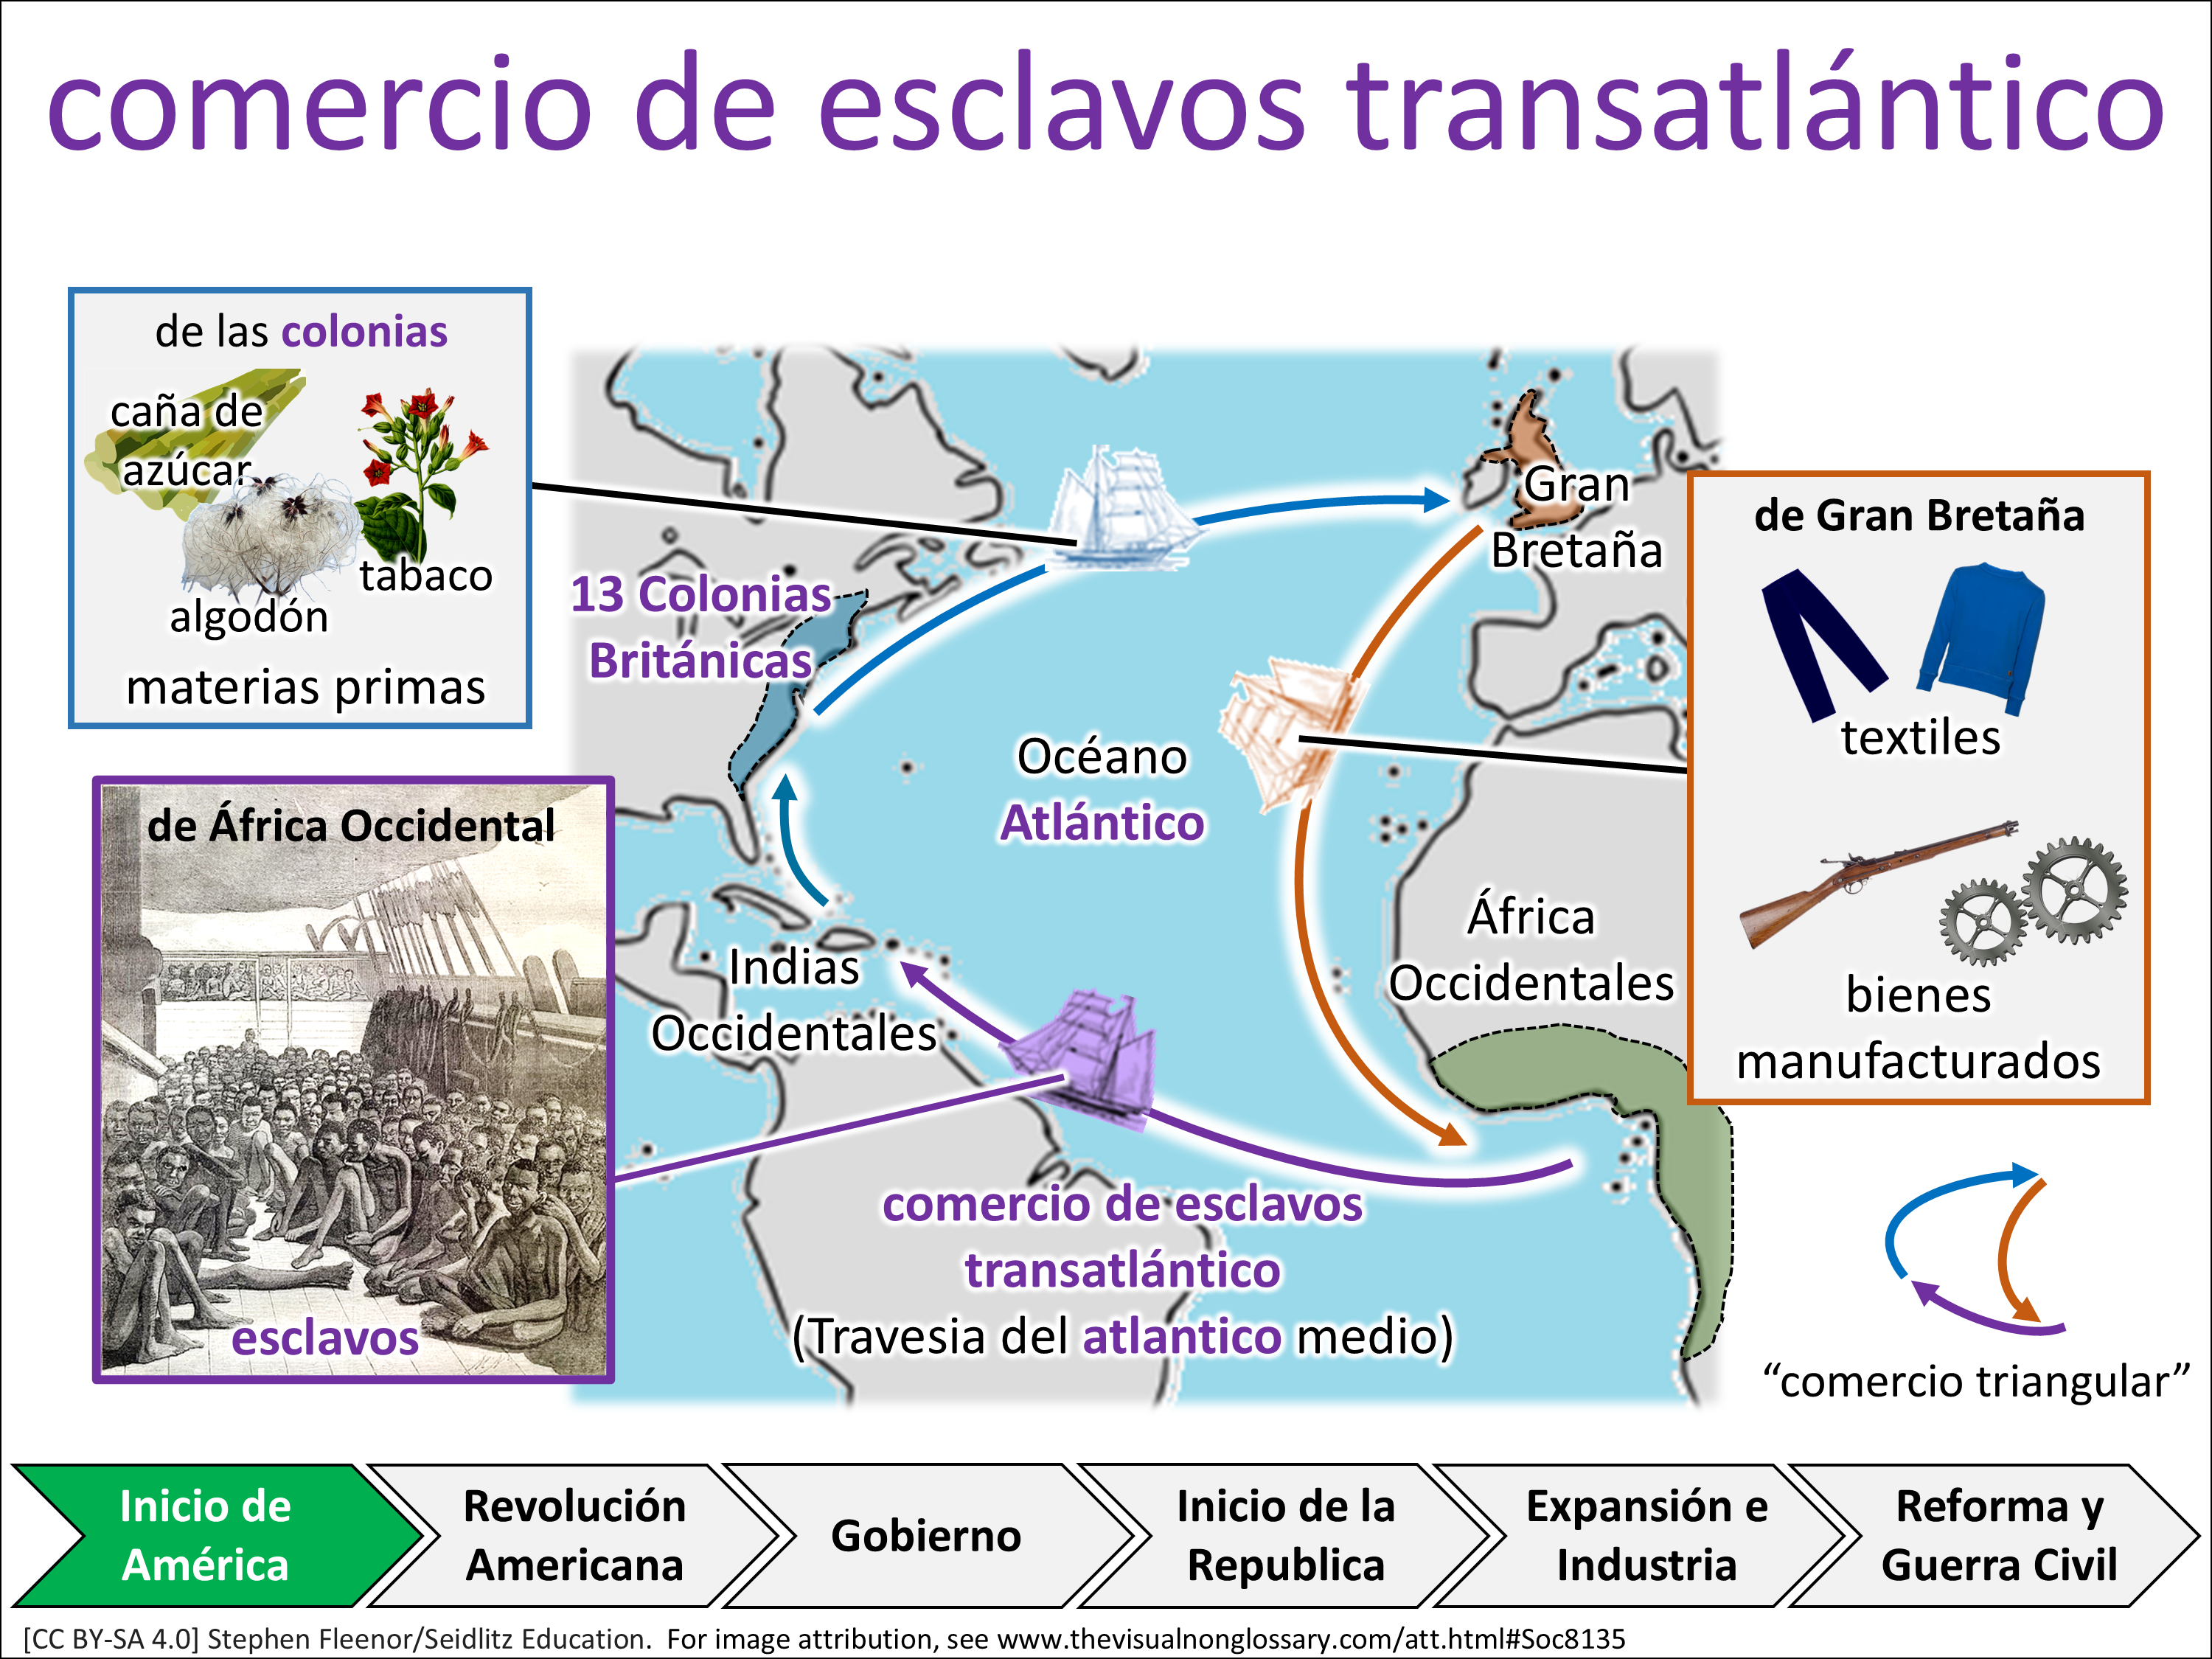 comercio de esclavos transatlántico
de las colonias
caña de
azúcar
tabaco
algodón
materias primas
13 Colonias
Británicas
Gran
Bretaña
de Gran Bretaña
textiles
bienes
manufacturados
Océano
Atlántico
África
Occidentales
Indias
Occidentales
de África Occidental
esclavos
comercio de esclavos
transatlántico
(Travesia del atlantico medio)
“comercio triangular”
Inicio de
América
Revolución
Americana
Gobierno
Inicio de la
Republica
Expansión e
Industria
Reforma y
Guerra Civil
[CC BY-SA 4.0] Stephen Fleenor/Seidlitz Education.  For image attribution, see www.thevisualnonglossary.com/att.html#Soc8135